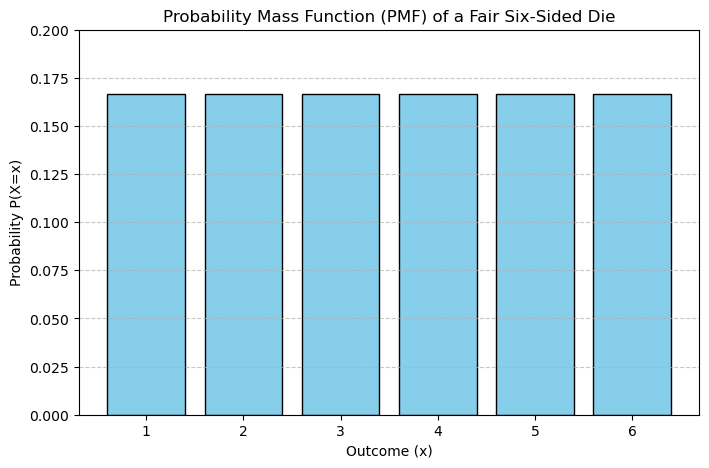 Probability Mass Function (PMF) of a Fair Six-Sided Die
0.200
0.175
0.150
0.125
0.100
0.075
0.050
0.025
0.000
Probability P(X=x)
1 2 3 4 5 6
Outcome (x)